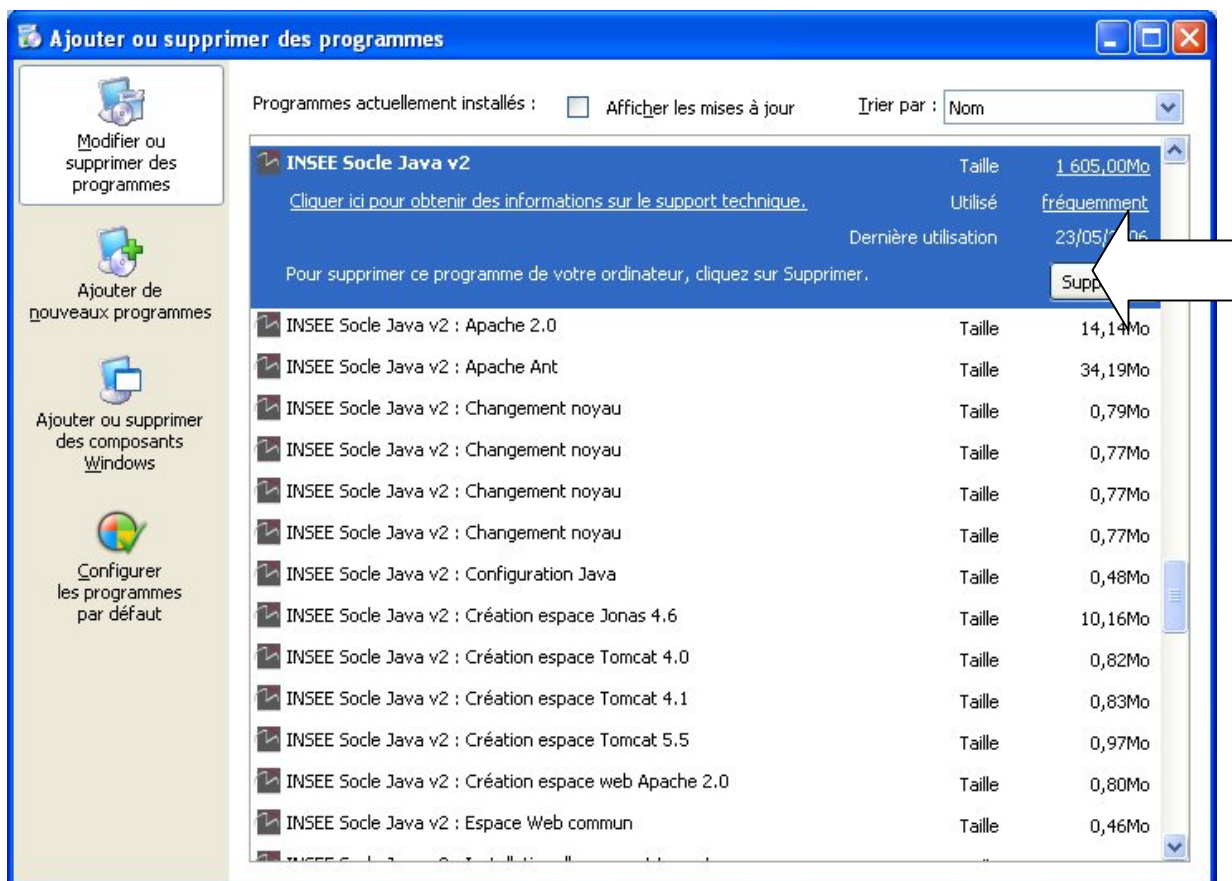 Ajouter ou supprimer des programmes
Modifier ou
supprimer des
programmes
Ajouter de
nouveaux programmes
Ajouter ou supprimer
des composants
Windows
Configurer
les programmes
par défaut
Programmes actuellement installés : Afficher les mises à jour Trier par : Nom
INSEE Socle Java v2 Taille 1 605,00Mo
Cliquer ici pour obtenir des informations sur le support technique. Utilisé fréquemment
Dernière utilisation
Pour supprimer ce programme de votre ordinateur, cliquez sur Supprimer. Supp
INSEE Socle Java v2 : Apache 2.0 Taille 14,14Mo
INSEE Socle Java v2 : Apache Ant Taille 34,19Mo
INSEE Socle Java v2 : Changement noyau Taille 0,79Mo
INSEE Socle Java v2 : Changement noyau Taille 0,77Mo
INSEE Socle Java v2 : Changement noyau Taille 0,77Mo
INSEE Socle Java v2 : Changement noyau Taille 0,77Mo
INSEE Socle Java v2 : Configuration Java Taille 0,48Mo
INSEE Socle Java v2 : Création espace Jonas 4.6 Taille 10,16Mo
INSEE Socle Java v2 : Création espace Tomcat 4.0 Taille 0,82Mo
INSEE Socle Java v2 : Création espace Tomcat 4.1 Taille 0,83Mo
INSEE Socle Java v2 : Création espace Tomcat 5.5 Taille 0,97Mo
INSEE Socle Java v2 : Création espace web Apache 2.0 Taille 0,80Mo
INSEE Socle Java v2 : Espace Web commun Taille 0,46Mo